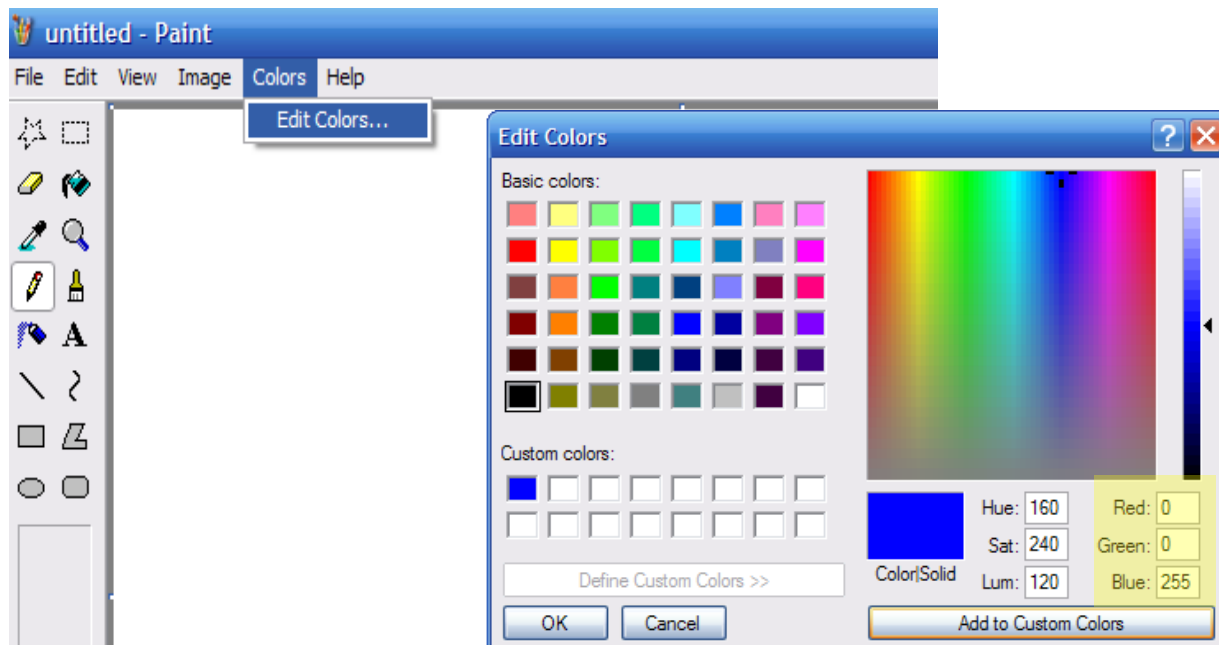 untitled - Paint
File Edit View Image Colors Help
Edit Colors...
A
Edit Colors
?
Basic colors:
Custom colors:
Define Custom Colors >>
OK Cancel
Color|Solid
Hue: 160 Red: 0
Sat: 240 Green: 0
Lum: 120 Blue: 255
Add to Custom Colors